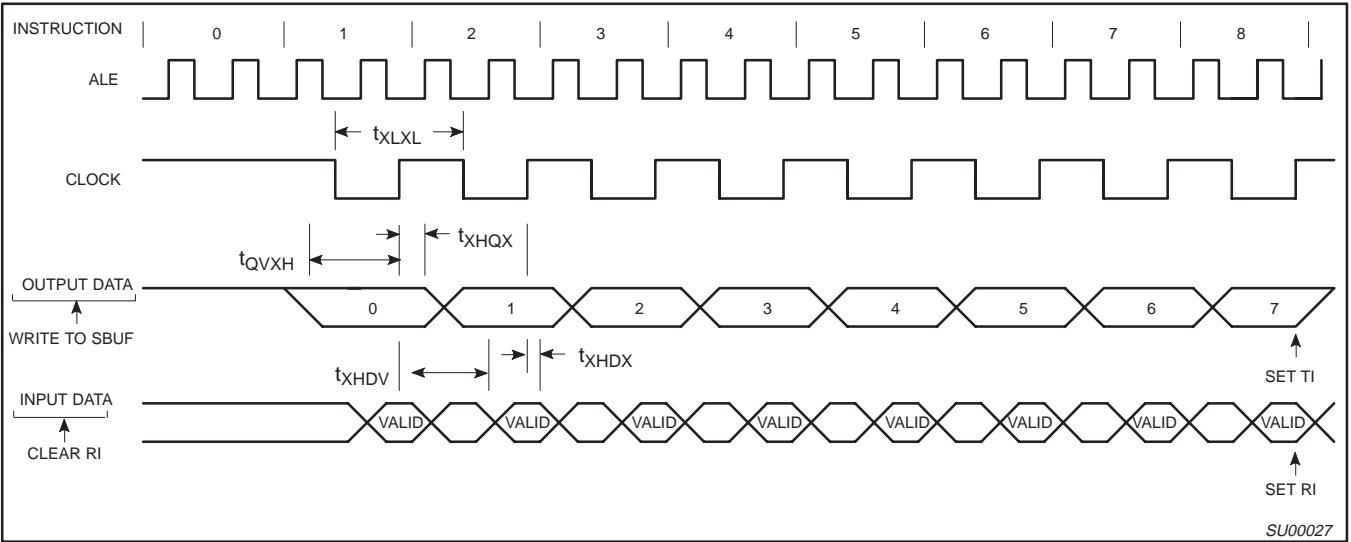 INSTRUCTION 0 1 2 3 4 5 6 7 8
ALE
tXLXL
CLOCK
tXHQX
tQVXH
OUTPUT DATA
0 1 2 3 4 5 6 7
WRITE TO SBUF
tXHDX
tXHDV
SET TI
INPUT DATA
VALID VALID VALID VALID VALID VALID VALID VALID
CLEAR RI
SET RI
SU00027